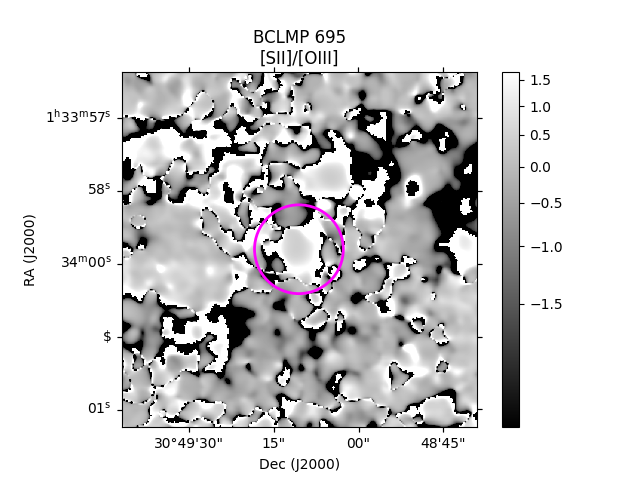 BCLMP 695
[SII]/[OIII]
1h33m57s
58s
34m00s
$
01s
RA (J2000)
30°49'30"
15"
00"
48'45"
Dec (J2000)
1.5
1.0
0.5
0.0
−0.5
−1.0
−1.5